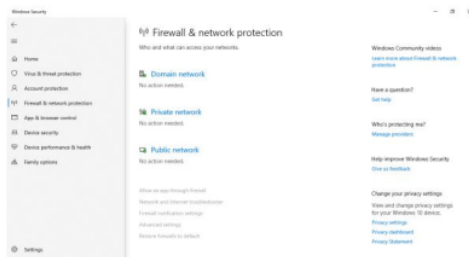 Windows Security
Home
Virus & threat protection
Account protection
Firewall & network protection
App & browser control
Device security
Device performance & health
Family options
Settings
Firewall & network protection
Who and what can access your networks.
Domain network
No action needed.
Private network
No action needed.
Public network
No action needed.
Allow an app through firewall
Network and Internet troubleshooter
Firewall notification settings
Advanced settings
Restore firewalls to default
Windows Community videos
Learn more about Firewall & network
protection
Have a question?
Get help
Who's protecting me?
Manage providers
Help improve Windows Security
Give us feedback
Change your privacy settings
View and change privacy settings
for your Windows 10 device.
Privacy settings
Privacy dashboard
Privacy Statement